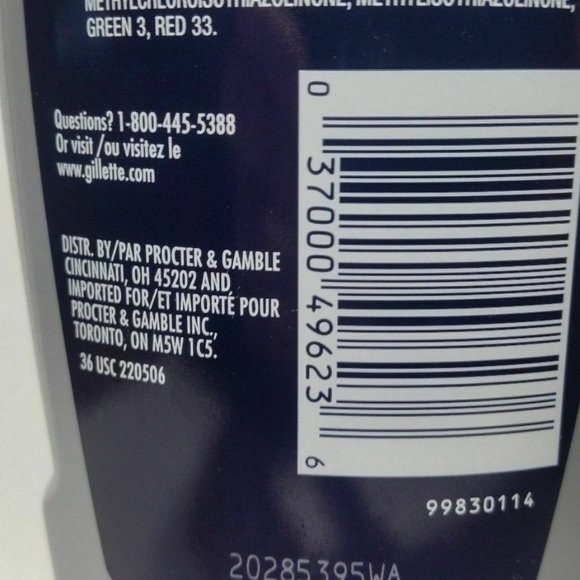 METHYLCHLOROISOTHIAZOLINONE, METHYLISOTHIAZOLINONE,
GREEN 3, RED 33.
Questions? 1-800-445-5388
Or visit /ou visitez le
www.gillette.com
DISTR. BY/PAR PROCTER & GAMBLE
CINCINNATI, OH 45202 AND
IMPORTED FOR/ET IMPORTÉ POUR
PROCTER & GAMBLE INC.,
TORONTO, ON M5W 1C5.
36 USC 220506
0 37000 49623 6
99830114
20285395WA